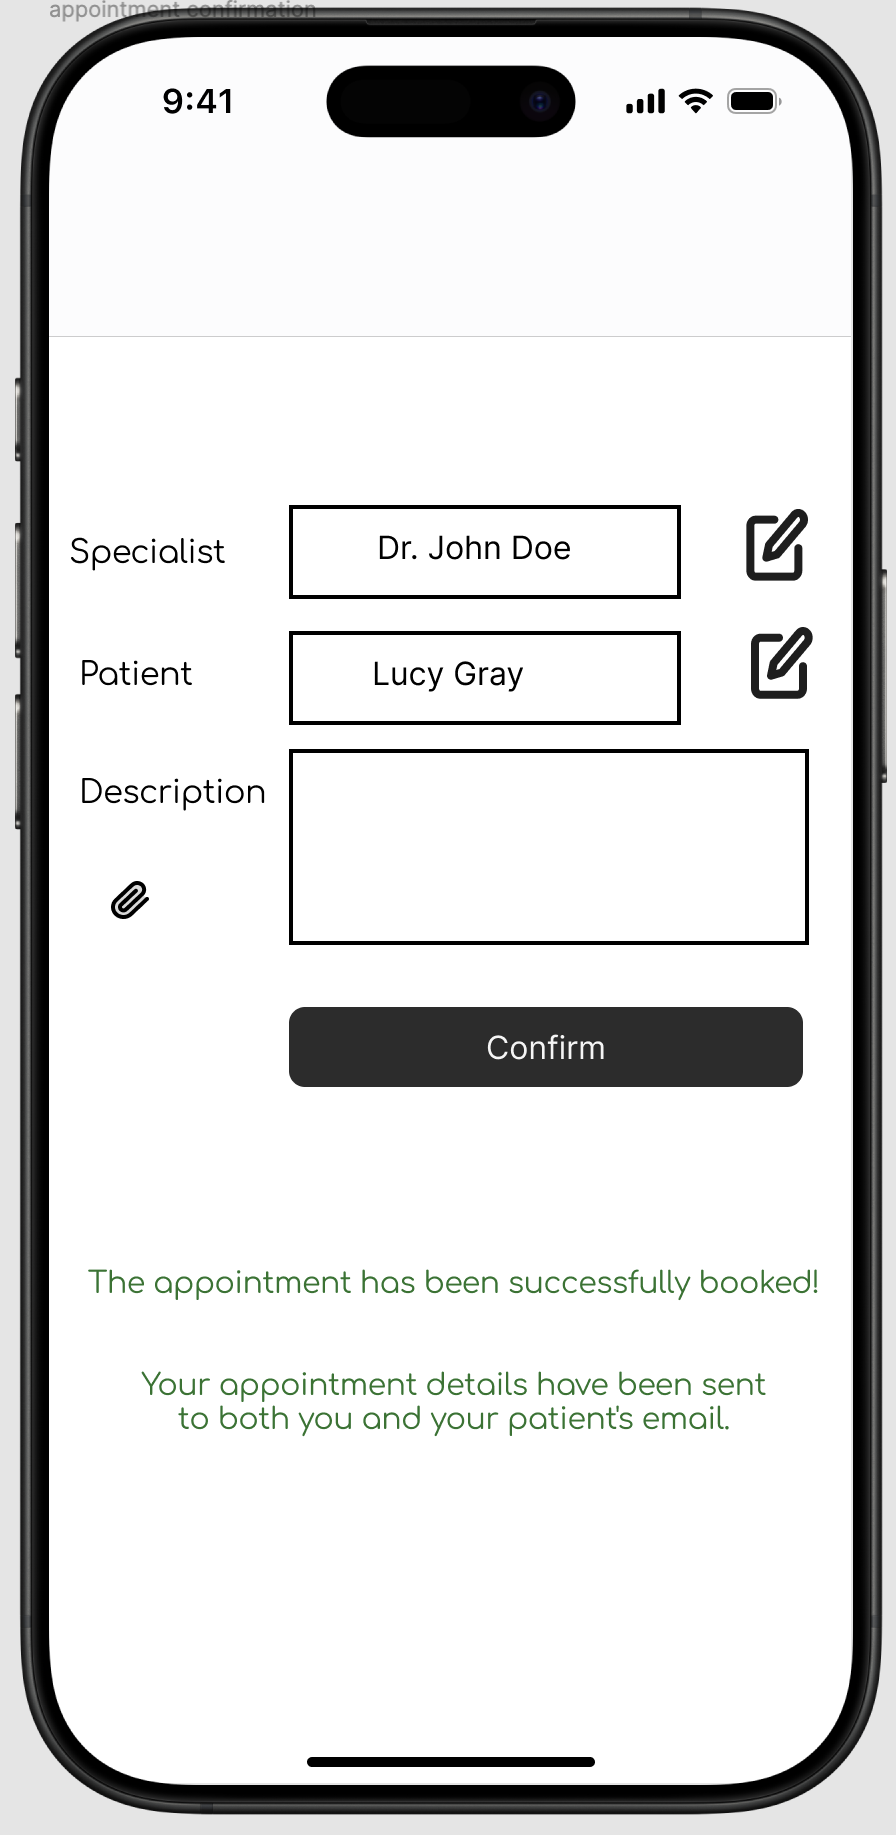 appointment confirmation
9:41
Specialist
Dr. John Doe
Patient
Lucy Gray
Description
Confirm
The appointment has been successfully booked!
Your appointment details have been sent
to both you and your patient's email.